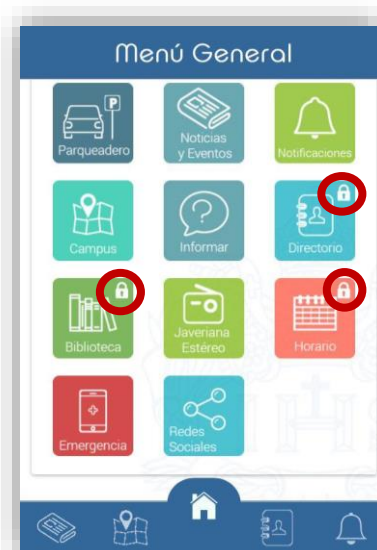 Menú General
P
Parqueadero
Noticias
y Eventos
Notificaciones
Campus
?
Informar
Directorio
Biblioteca
Javeriana
Estéreo
Horario
Emergencia
Redes
Sociales